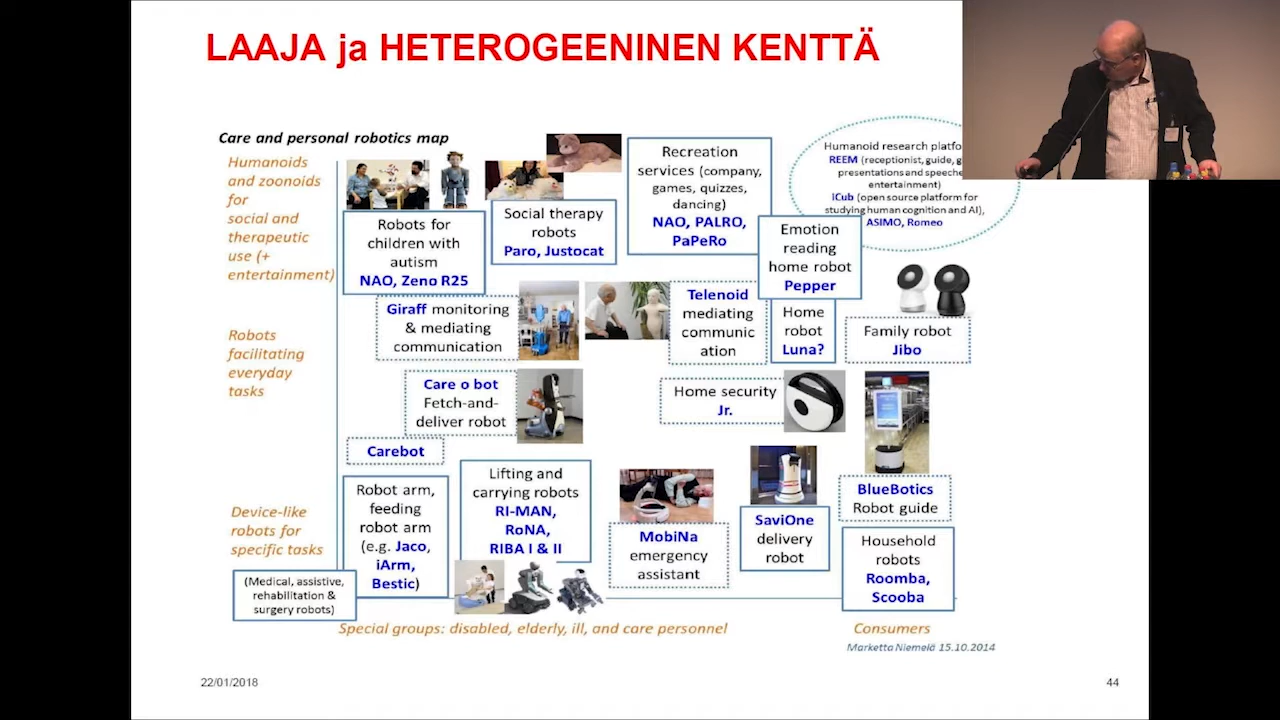 LAAJA ja HETEROGEENINEN KENTTÄ
Care and personal robotics map
Humanoids
and zoonoids
for
social and
therapeutic
use (+
entertainment)
Robots for
children with
autism
NAO, Zeno R25
Social therapy
robots
Paro, Justocat
Recreation
services (company,
games, quizzes,
dancing)
NAO, PALRO,
PaPeRo
Humanoid research platfo
REEM (receptionist, guide, g
presentations and speeche
entertainment)
ICub (open source platform for
studying human cognition and AI),
ASIMO, Romeo
Emotion
reading
home robot
Pepper
Robots
facilitating
everyday
tasks
Giraff monitoring
& mediating
communication
Telenoid
mediating
communic
ation
Home
robot
Luna?
Family robot
Jibo
Care o bot
Fetch-and-
deliver robot
Home security
Jr.
Carebot
Device-like
robots for
specific tasks
Robot arm,
feeding
robot arm
(e.g. Jaco,
iArm,
Bestic)
Lifting and
carrying robots
RI-MAN,
RoNA,
RIBA I & II
MobiNa
emergency
assistant
SaviOne
delivery
robot
BlueBotics
Robot guide
Household
robots
Roomba,
Scooba
(Medical, assistive,
rehabilitation &
surgery robots)
Special groups: disabled, elderly, ill, and care personnel
Consumers
Marketta Niemelä 15.10.2014
22/01/2018
44